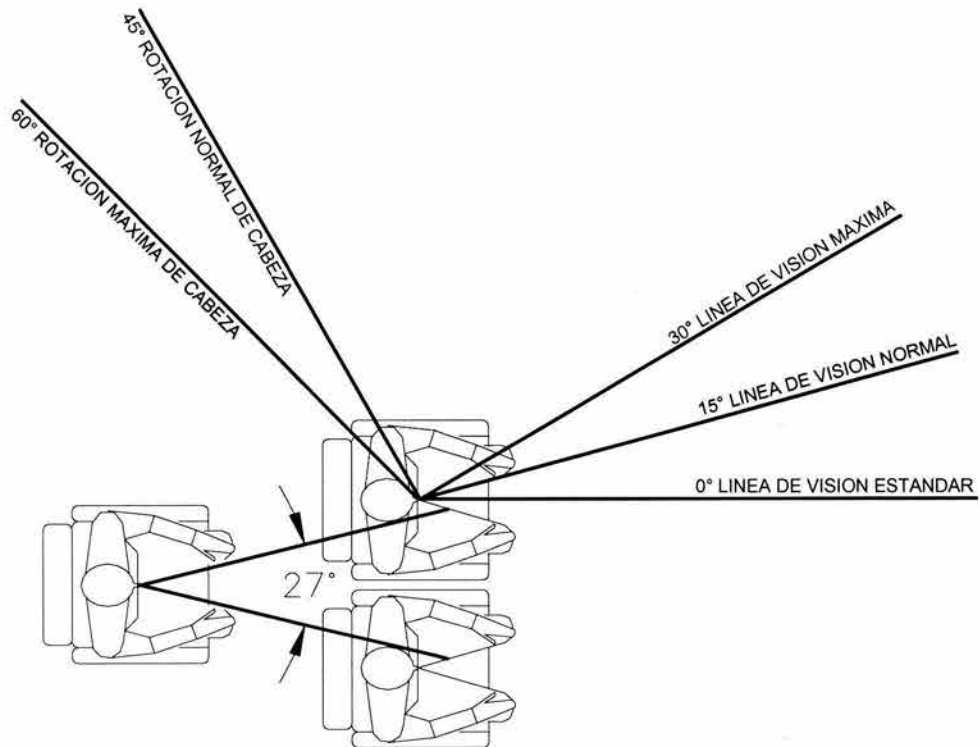 45° ROTACION NORMAL DE CABEZA
60° ROTACION MAXIMA DE CABEZA
30° LINEA DE VISION MAXIMA
15° LINEA DE VISION NORMAL
0° LINEA DE VISION ESTANDAR
27°